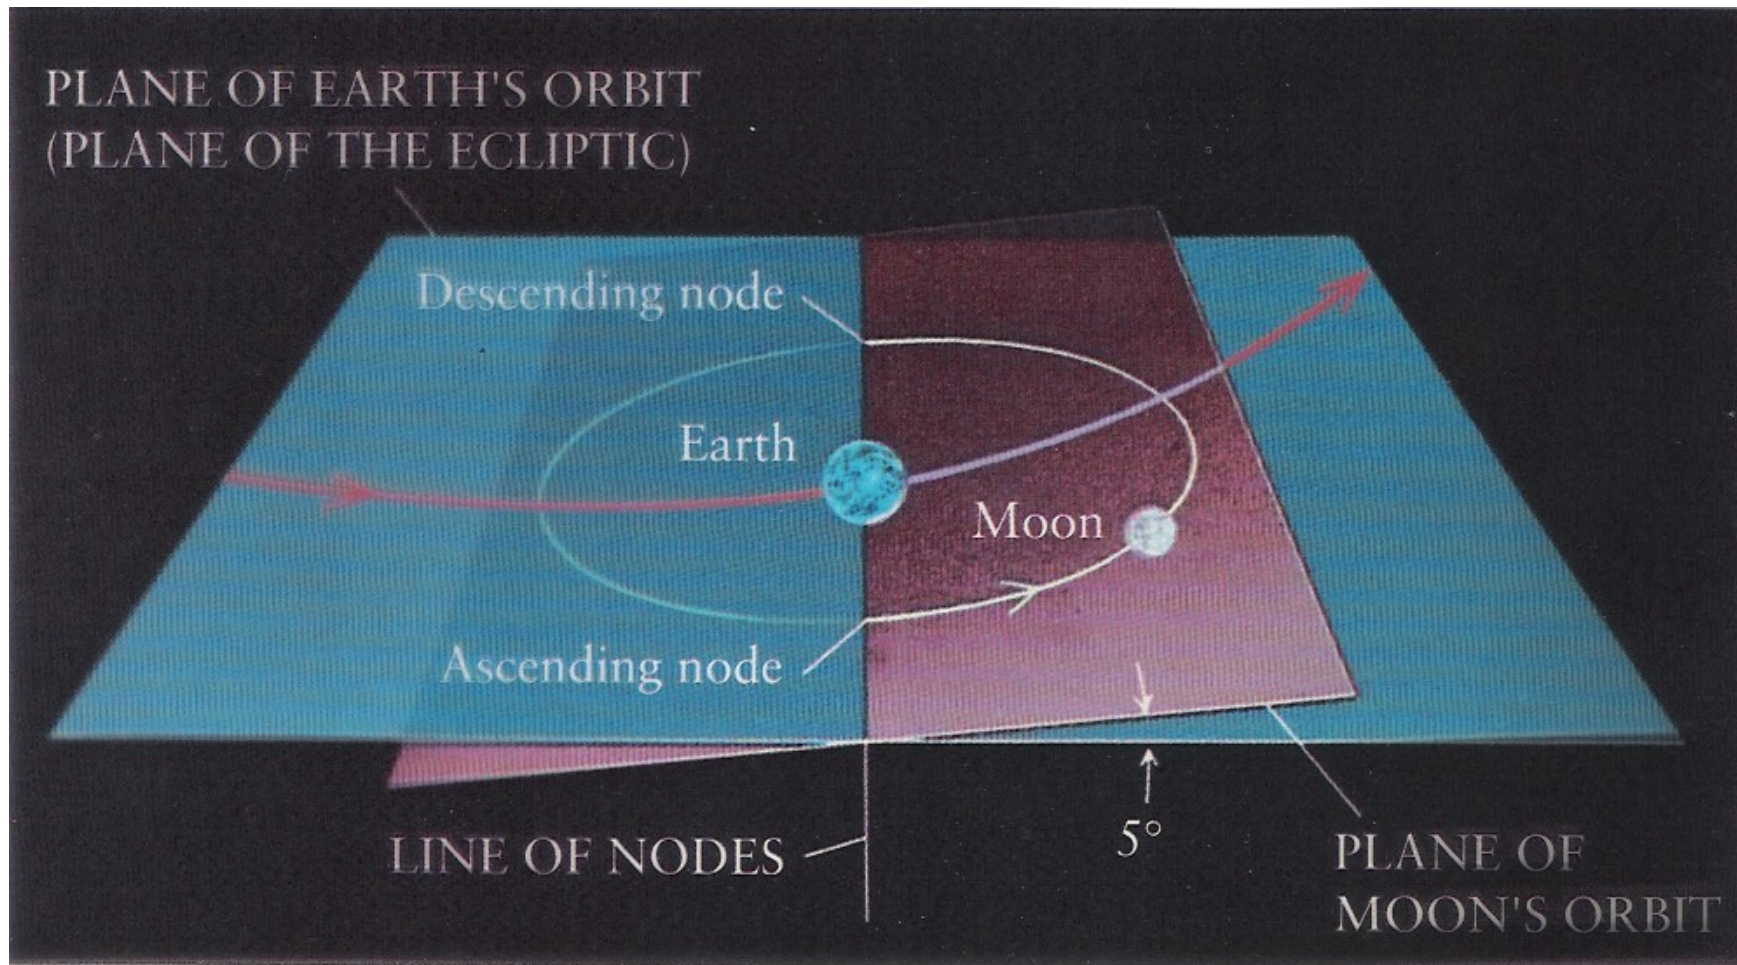 PLANE OF EARTH'S ORBIT
(PLANE OF THE ECLIPTIC)
Descending node
Earth
Moon
Ascending node
5°
LINE OF NODES
PLANE OF
MOON'S ORBIT